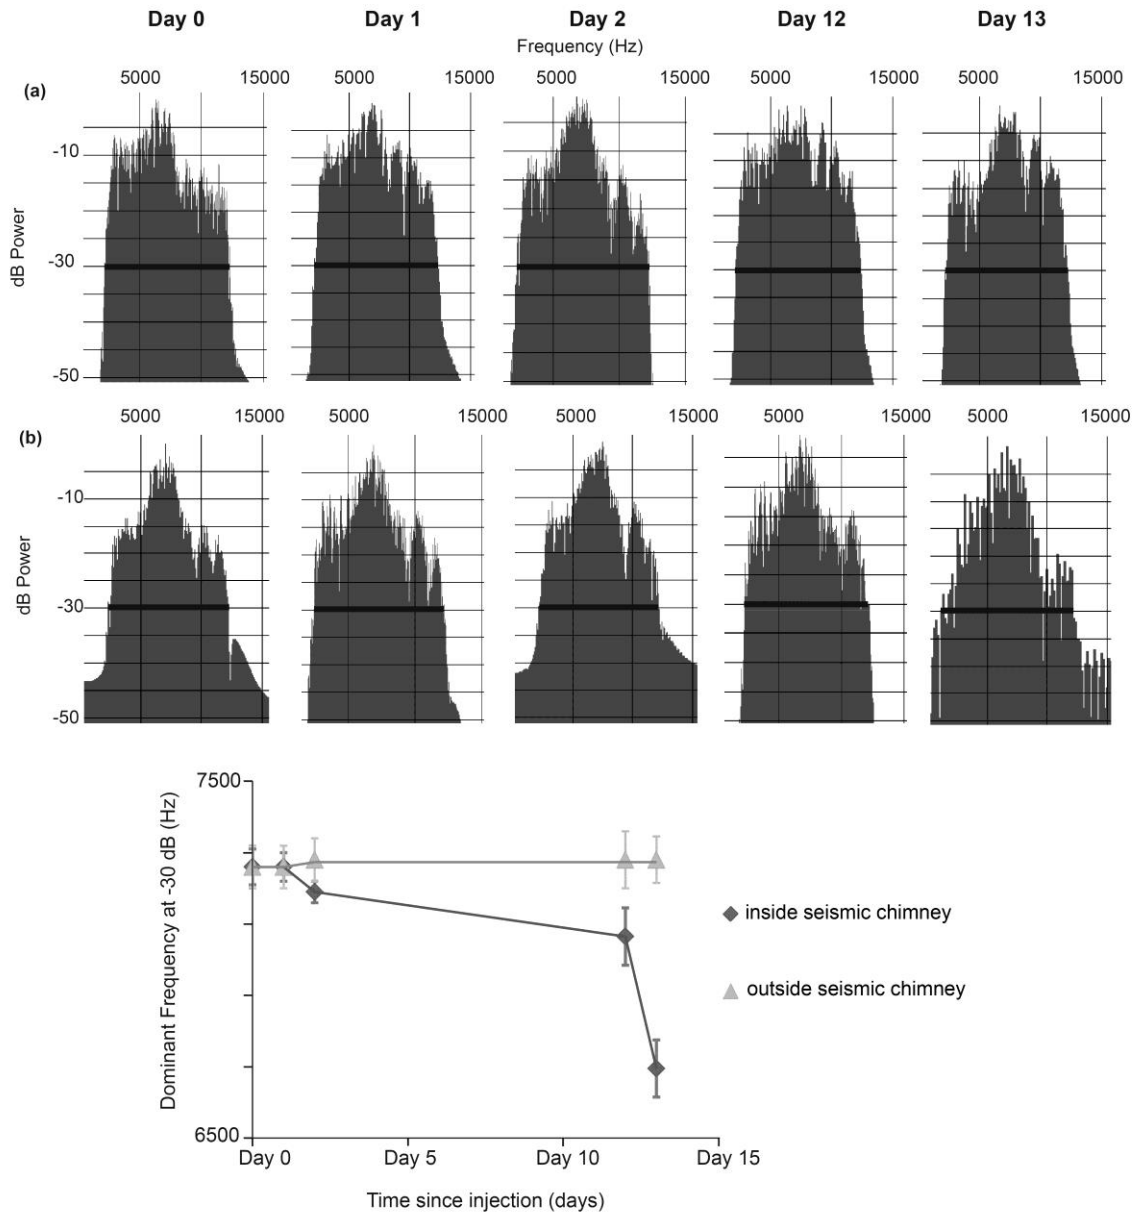 Day 0 Day 1 Day 2 Day 12 Day 13
Frequency (Hz)
5000 15000 5000 15000 5000 15000 5000 15000 5000 15000
(a)
-10
dB Power
-30
-50
5000 15000 5000 15000 5000 15000 5000 15000 5000 15000
(b)
-10
dB Power
-30
-50
7500
Dominant Frequency at -30 dB (Hz)
inside seismic chimney
outside seismic chimney
6500
Day 0 Day 5 Day 10 Day 15
Time since injection (days)